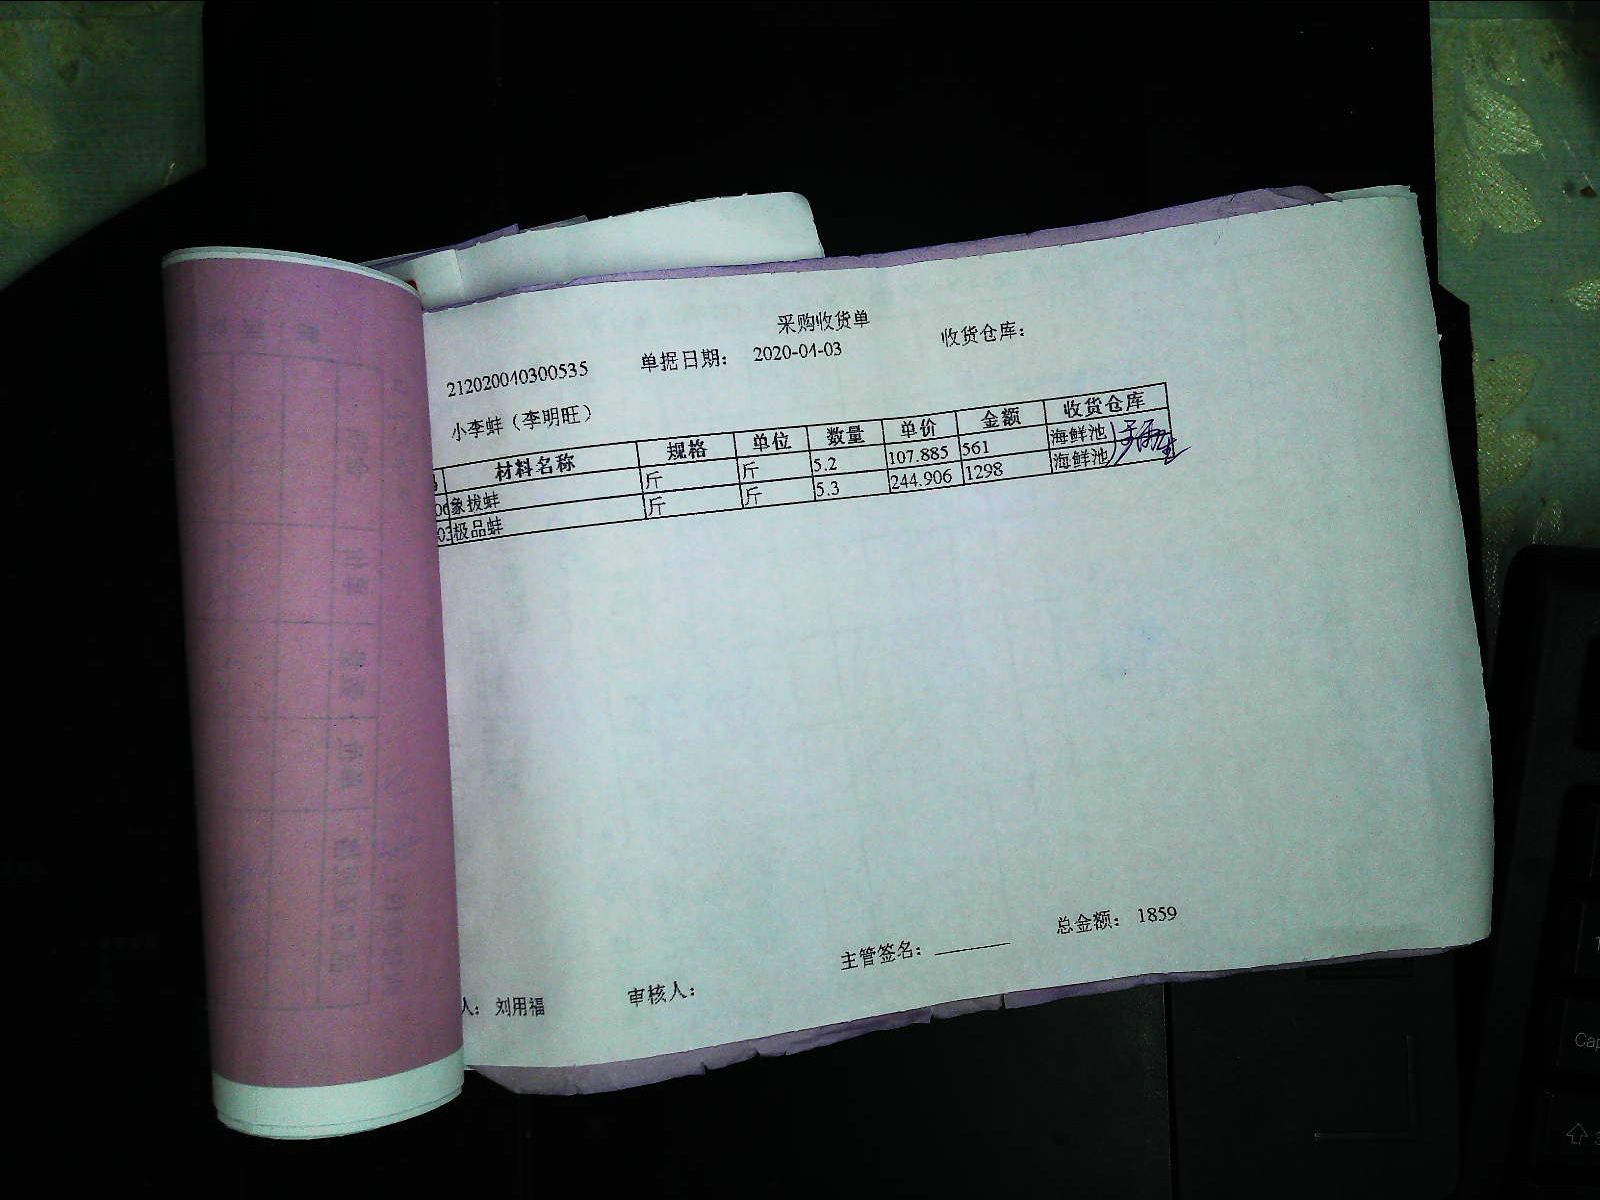 采购收货单
212020040300535 单据日期： 2020-04-03 收货仓库：
小李蚌（李明旺）
材料名称 规格 单位 数量 单价 金额 收货仓库
象拔蚌 斤 斤 5.2 107.885 561 海鲜池
03 极品蚌 斤 斤 5.3 244.906 1298 海鲜池
人： 刘用福 审核人： 主管签名： 总金额： 1859